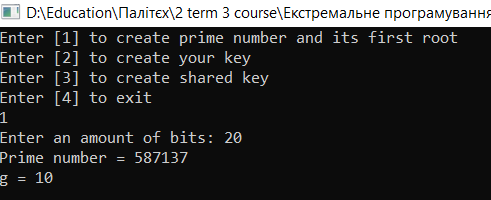 D:\Education\Палітєх\2 term 3 course\Екстремальне програмування
Enter [1] to create prime number and its first root
Enter [2] to create your key
Enter [3] to create shared key
Enter [4] to exit
1
Enter an amount of bits: 20
Prime number = 587137
g = 10